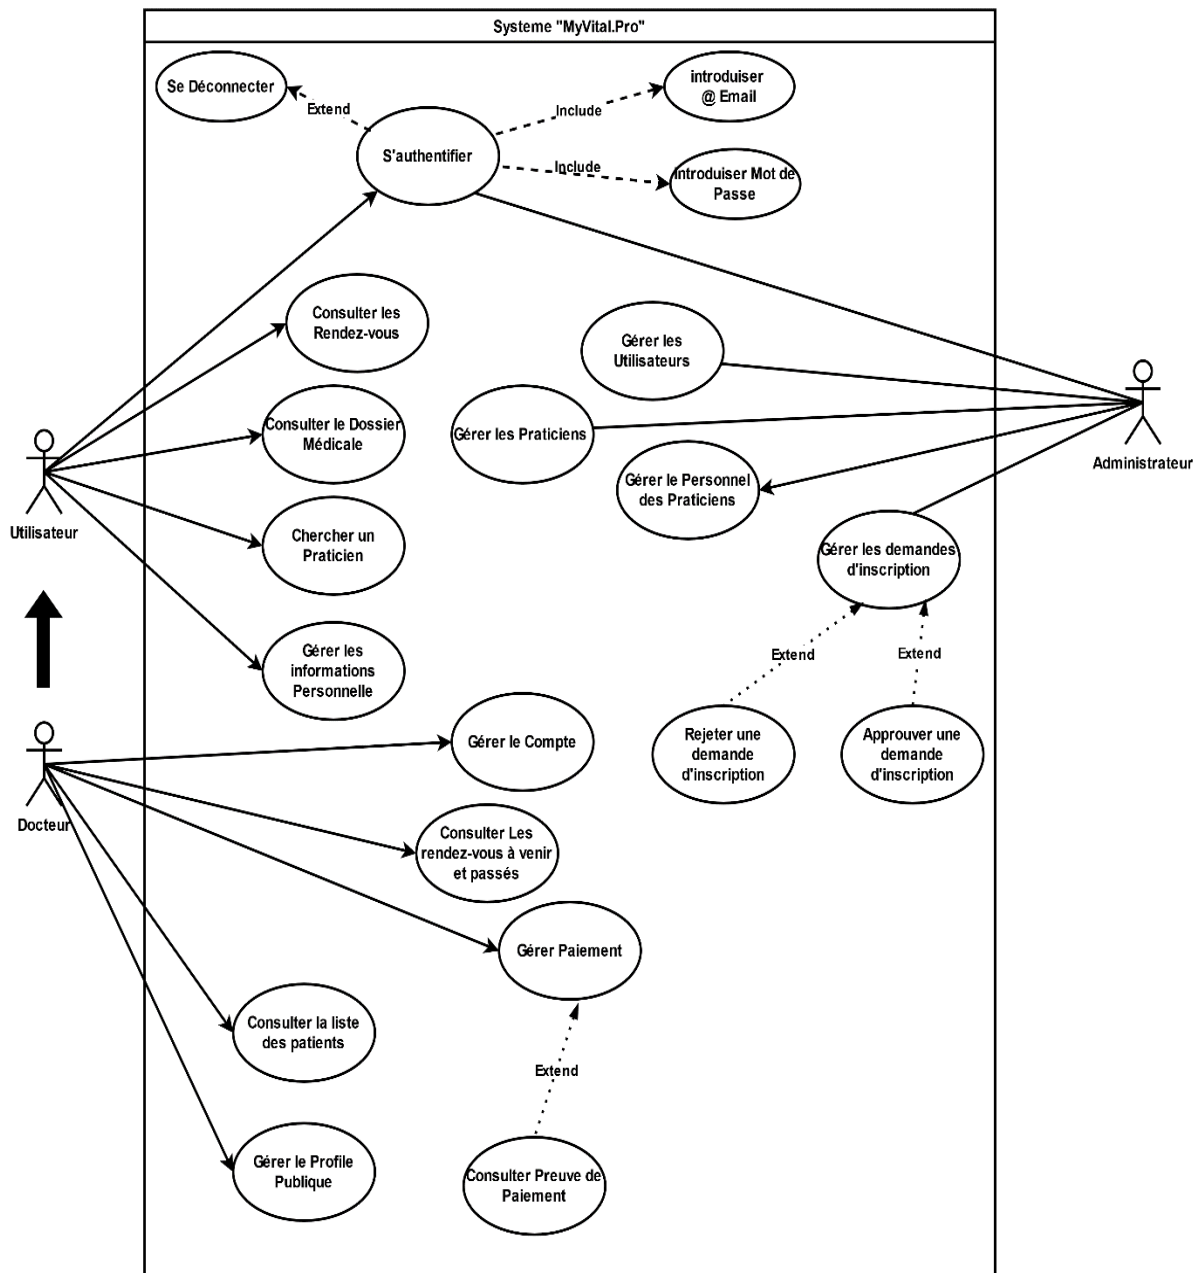 Systeme "MyVital.Pro"
Se Déconnecter
Extend
S'authentifier
Include
introduiser
@ Email
Include
Introduiser Mot de
Passe
Consulter les
Rendez-vous
Gérer les
Utilisateurs
Consulter le Dossier
Médicale
Gérer les Praticiens
Administrateur
Gérer le Personnel
des Praticiens
Utilisateur
Chercher un
Praticien
Gérer les demandes
d'inscription
Gérer les
informations
Personnelle
Extend
Extend
Gérer le Compte
Rejeter une
demande
d'inscription
Approuver une
demande
d'inscription
Docteur
Consulter Les
rendez-vous à venir
et passés
Gérer Paiement
Consulter la liste
des patients
Extend
Gérer le Profile
Publique
Consulter Preuve de
Paiement